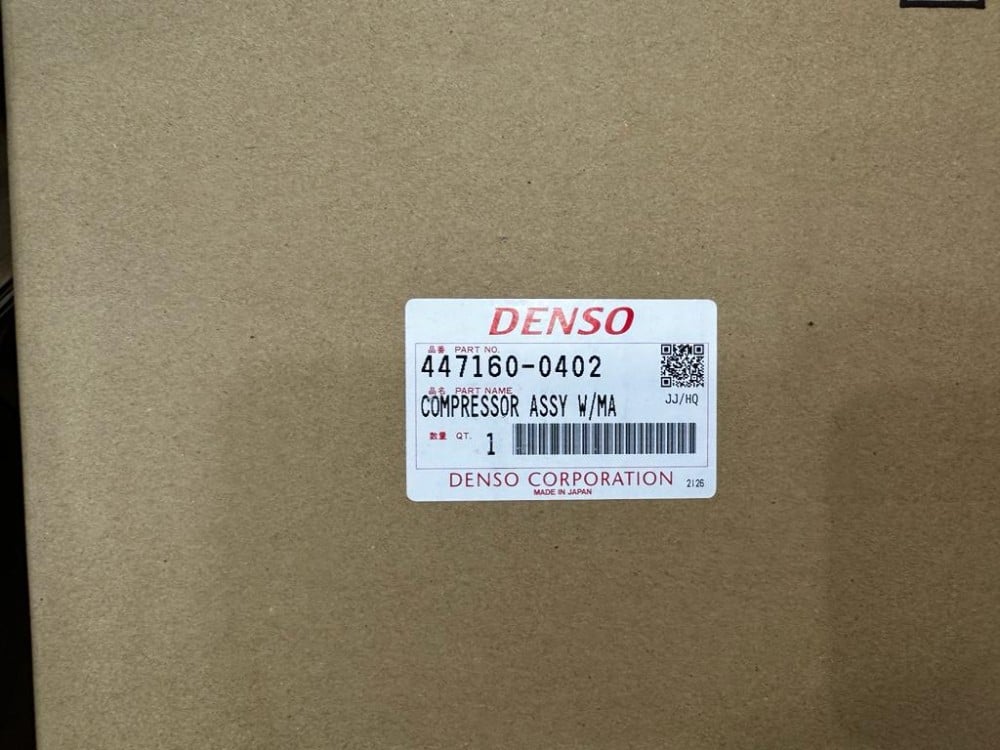 DENSO
品番 PART NO.
447160-0402
品名 PART NAME
COMPRESSOR ASSY W/MA
JJ/HQ
数量 QT. 1
DENSO CORPORATION
MADE IN JAPAN
2126